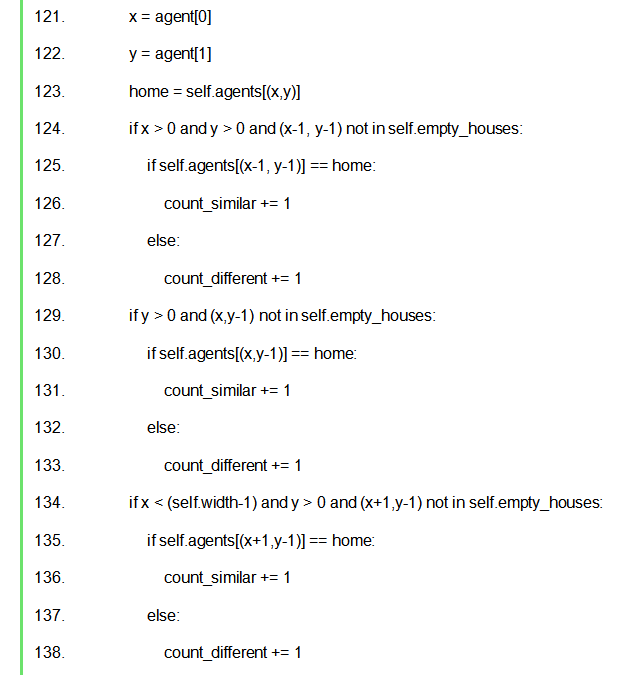 121. x = agent[0]
122. y = agent[1]
123. home = self.agents[(x,y)]
124. if x > 0 and y > 0 and (x-1, y-1) not in self.empty_houses:
125. if self.agents[(x-1, y-1)] == home:
126. count_similar += 1
127. else:
128. count_different += 1
129. if y > 0 and (x,y-1) not in self.empty_houses:
130. if self.agents[(x,y-1)] == home:
131. count_similar += 1
132. else:
133. count_different += 1
134. if x < (self.width-1) and y > 0 and (x+1,y-1) not in self.empty_houses:
135. if self.agents[(x+1,y-1)] == home:
136. count_similar += 1
137. else:
138. count_different += 1